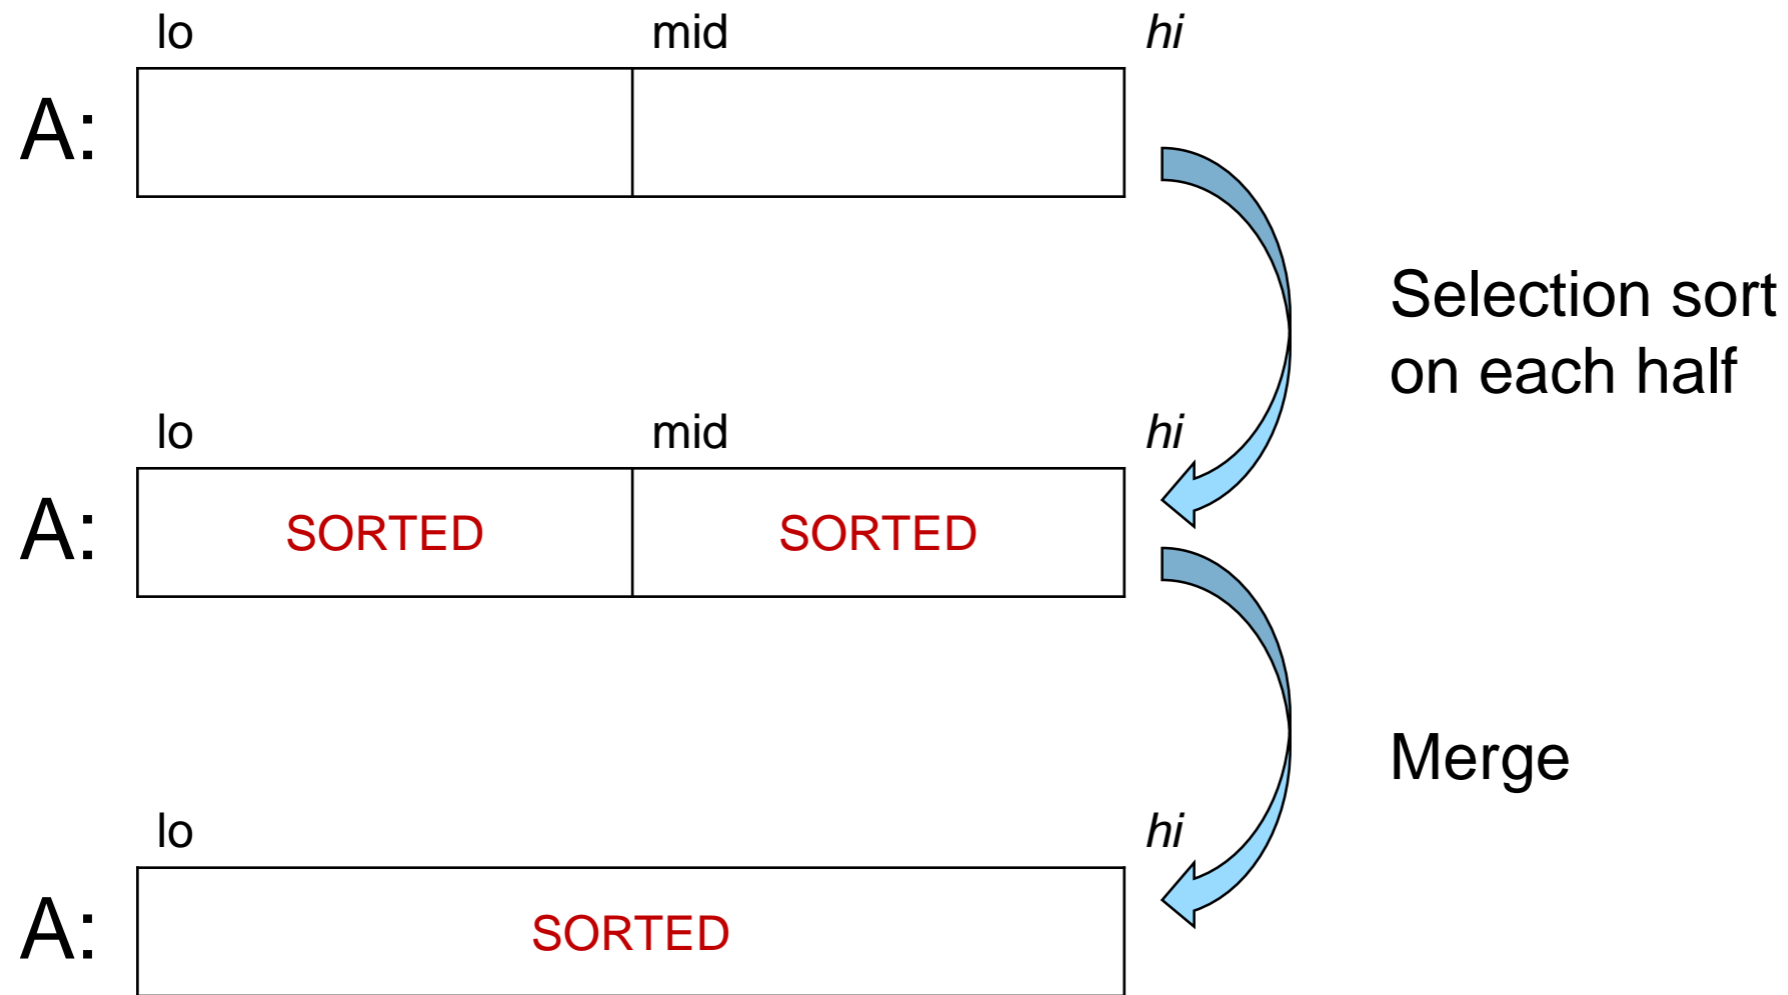 lo mid hi
A:
Selection sort
on each half
lo mid hi
A: SORTED SORTED
Merge
lo hi
A: SORTED